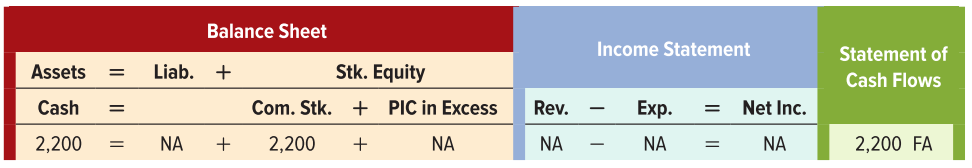 Balance Sheet
Income Statement
Statement of
Cash Flows
Assets = Liab. + Stk. Equity
Cash = Com. Stk. + PIC in Excess Rev. − Exp. = Net Inc.
2,200 = NA + 2,200 + NA NA − NA = NA 2,200 FA